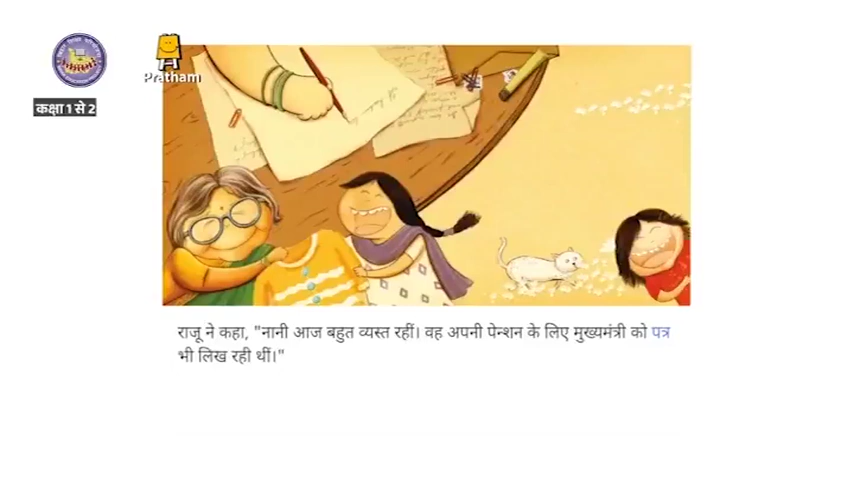 Pratham
कक्षा 1 से 2
राजू ने कहा, "नानी आज बहुत व्यस्त रहीं। वह अपनी पेन्शन के लिए मुख्यमंत्री को पत्र
भी लिख रही थीं।"